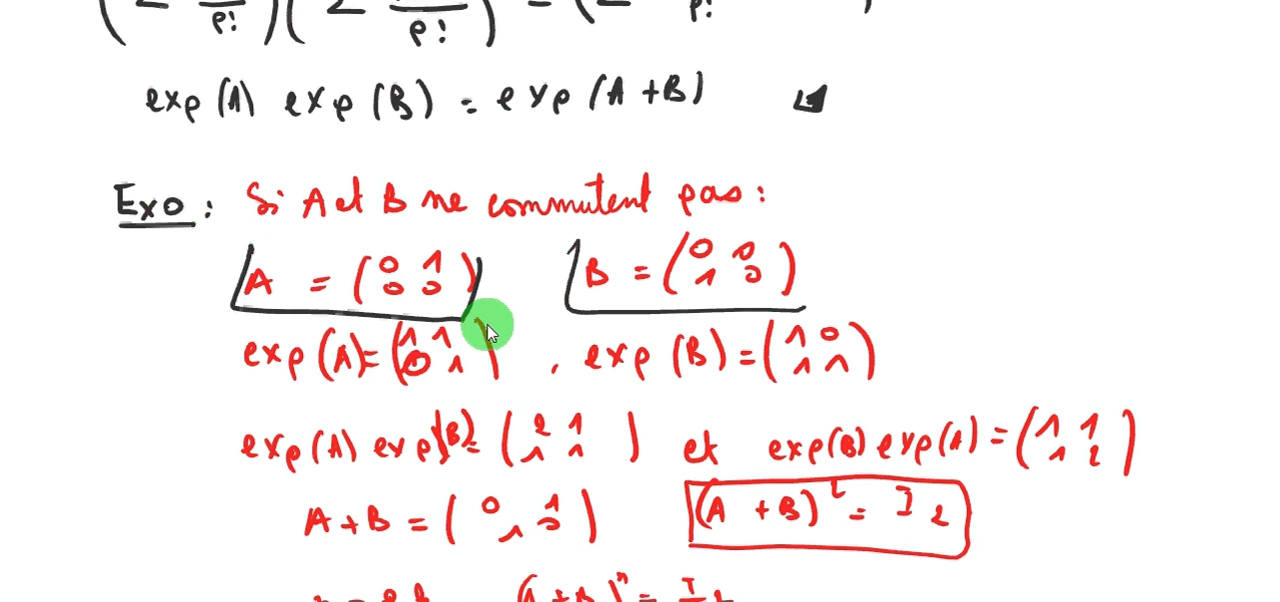 ( Σ /p! )( Σ /p! ) = ( Σ p!
exp(A) exp(B) = exp(A+B)
Exo : Si A et B ne commutent pas :
A = (0 1 0 0) B = (0 0 1 0)
exp(A) = (1 1 0 1) , exp(B) = (1 0 1 1)
exp(A) exp(B) = (2 1 1 1) et exp(B) exp(A) = (1 1 1 2)
A+B = (0 1 1 0) (A + B)² = I₂
(A + B)ⁿ = I₂